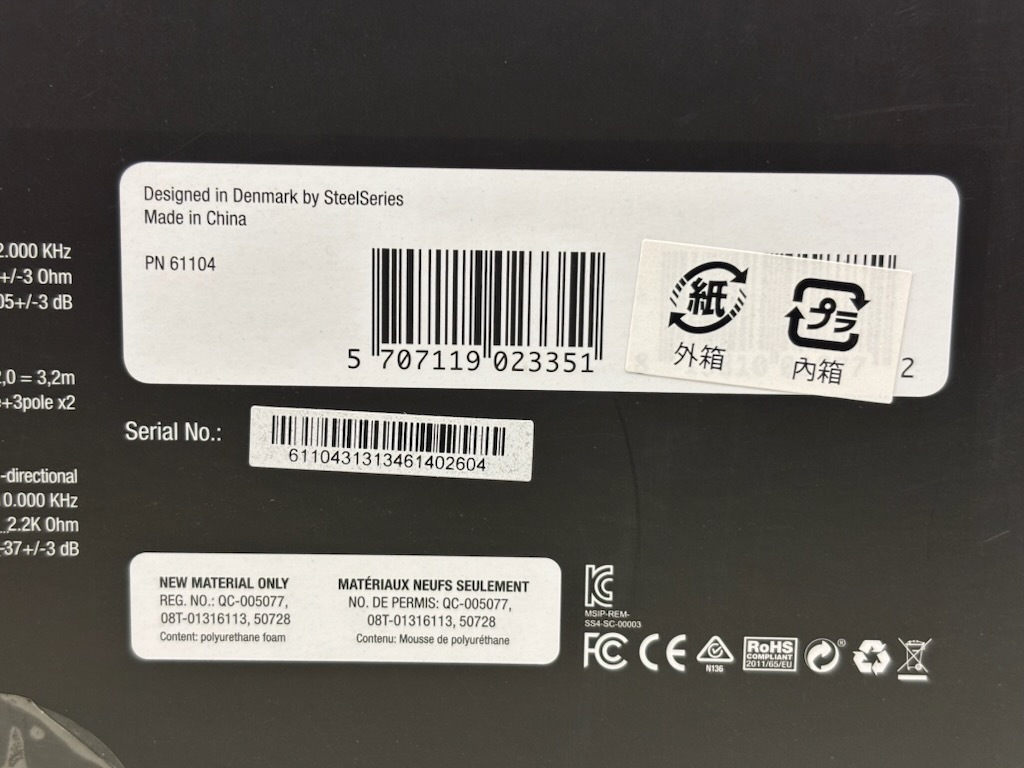 Designed in Denmark by SteelSeries
Made in China
PN 61104
5 707119 023351
2
紙
外箱
プラ
內箱
2.000 KHz
+/-3 Ohm
05+/-3 dB
2,0 = 3,2m
+3pole x2
-directional
0.000 KHz
2.2K Ohm
-37+/-3 dB
Serial No.:
6110431313461402604
NEW MATERIAL ONLY
REG. NO.: QC-005077,
08T-01316113, 50728
Content: polyurethane foam
MATÉRIAUX NEUFS SEULEMENT
NO. DE PERMIS: QC-005077,
08T-01316113, 50728
Contenu: Mousse de polyuréthane
MSIP-REM-
SS4-SC-00003
FC CE
N136
RoHS
COMPLIANT
2011/65/EU